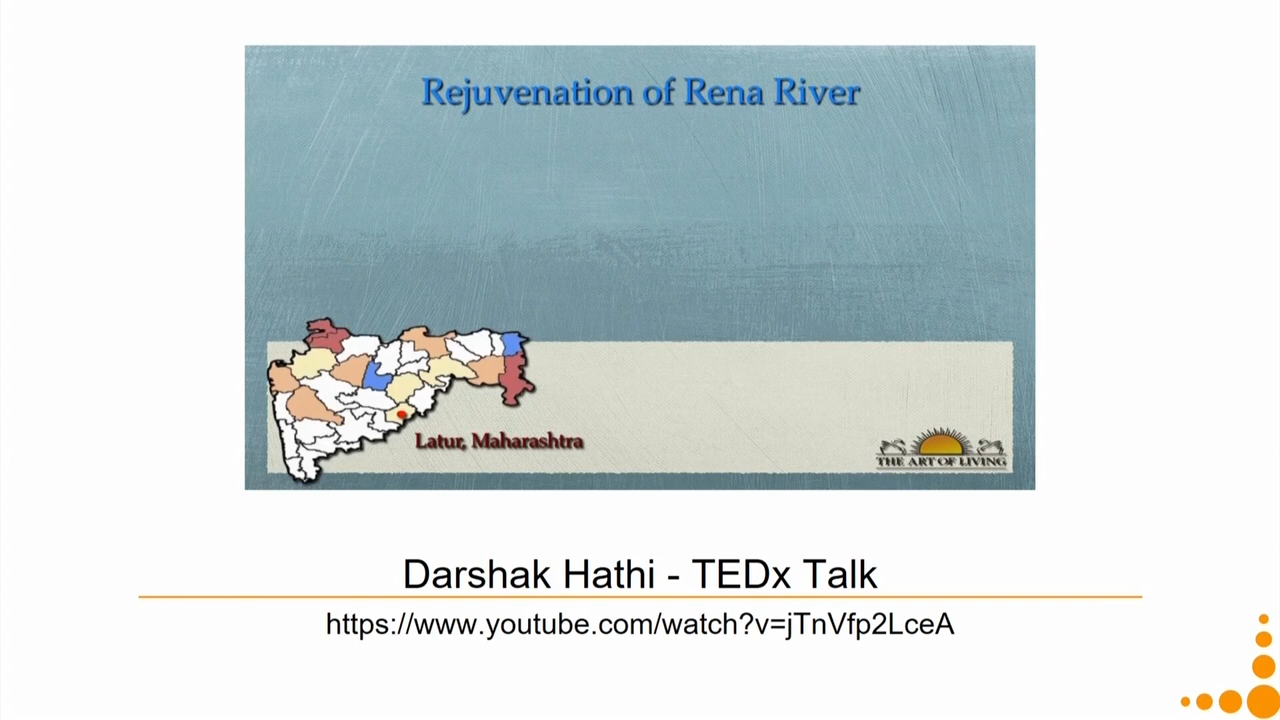 Rejuvenation of Rena River
Latur, Maharashtra
THE ART OF LIVING
Darshak Hathi - TEDx Talk
https://www.youtube.com/watch?v=jTnVfp2LceA